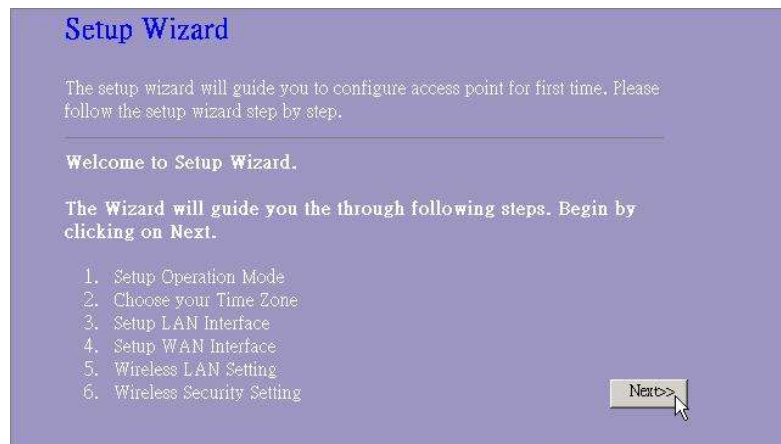 Setup Wizard
The setup wizard will guide you to configure access point for first time. Please
follow the setup wizard step by step.
Welcome to Setup Wizard.
The Wizard will guide you the through following steps. Begin by
clicking on Next.
1. Setup Operation Mode
2. Choose your Time Zone
3. Setup LAN Interface
4. Setup WAN Interface
5. Wireless LAN Setting
6. Wireless Security Setting
Next>>